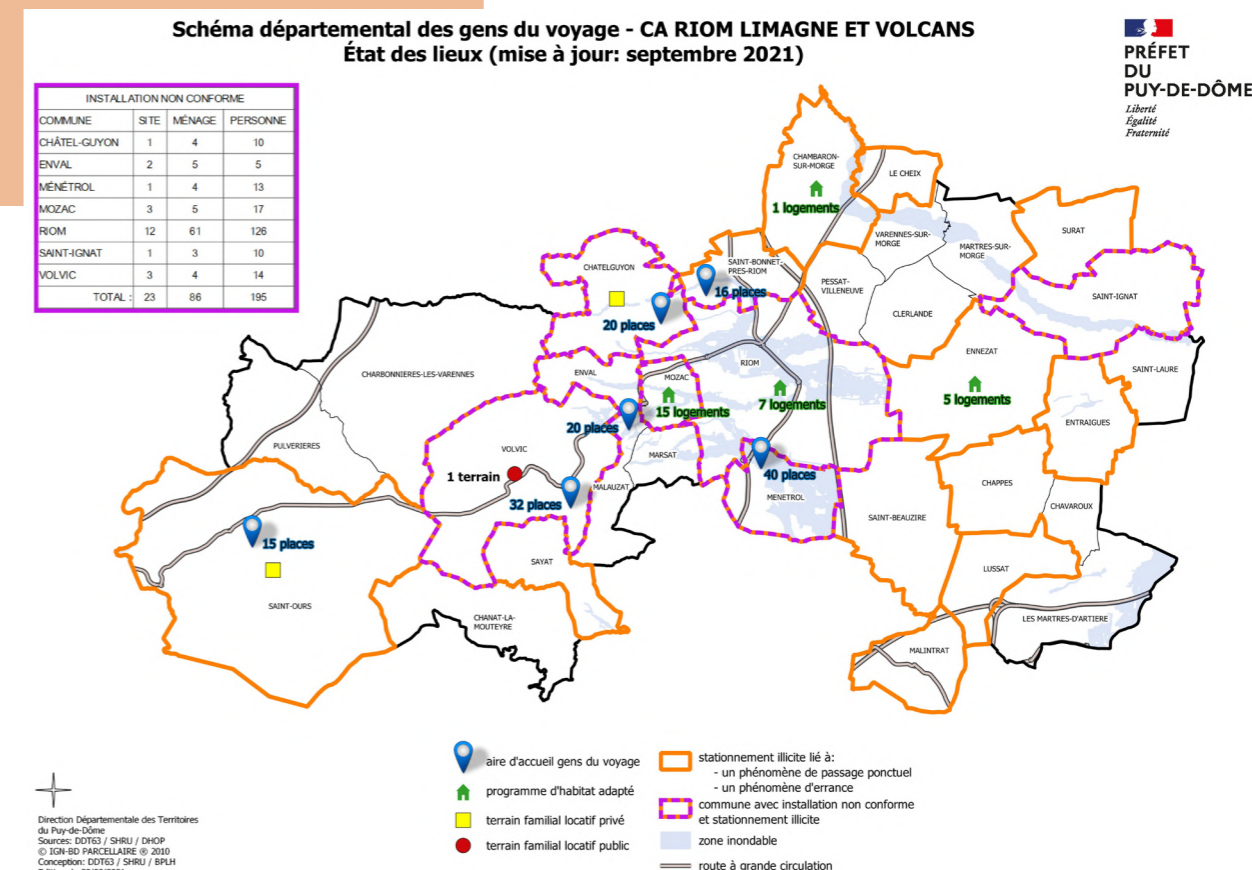 Schéma départemental des gens du voyage - CA RIOM LIMAGNE ET VOLCANS
État des lieux (mise à jour: septembre 2021)
PRÉFET
DU
PUY-DE-DÔME
Liberté
Égalité
Fraternité
INSTALLATION NON CONFORME
COMMUNE SITE MÉNAGE PERSONNE
CHÂTEL-GUYON 1 4 10
ENVAL 2 5 5
MÉNÉTROL 1 4 13
MOZAC 3 5 17
RIOM 12 61 126
SAINT-IGNAT 1 3 10
VOLVIC 3 4 14
TOTAL : 23 86 195
CHAMBARON-
SUR-MORGE
1 logements
LE CHEIX
VARENNES-SUR-
MORGE
MARTRES-SUR-
MORGE
SURAT
SAINT-IGNAT
CHATELGUYON
20 places
SAINT-BONNET-
PRES-RIOM
16 places
PESSAT-
VILLENEUVE
CLERLANDE
ENNEZAT
5 logements
SAINT-LAURE
ENTRAIGUES
CHARBONNIERES-LES-VARENNES
ENVAL
MOZAC
15 logements
RIOM
7 logements
20 places
PULVERIERES
VOLVIC
1 terrain
32 places
MALAUZAT
MARSAT
40 places
MENETROL
SAINT-BEAUZIRE
CHAPPES
CHAVAROUX
15 places
SAINT-OURS
SAYAT
CHANAT-LA-
MOUTEYRE
LUSSAT
LES MARTRES-D'ARTIERE
MALINTRAT
aire d'accueil gens du voyage
programme d'habitat adapté
terrain familial locatif privé
terrain familial locatif public
stationnement illicite lié à:
- un phénomène de passage ponctuel
- un phénomène d'errance
commune avec installation non conforme
et stationnement illicite
zone inondable
route à grande circulation
Direction Départementale des Territoires
du Puy-de-Dôme
Sources: DDT63 / SHRU / DHOP
© IGN-BD PARCELLAIRE ® 2010
Conception: DDT63 / SHRU / BPLH